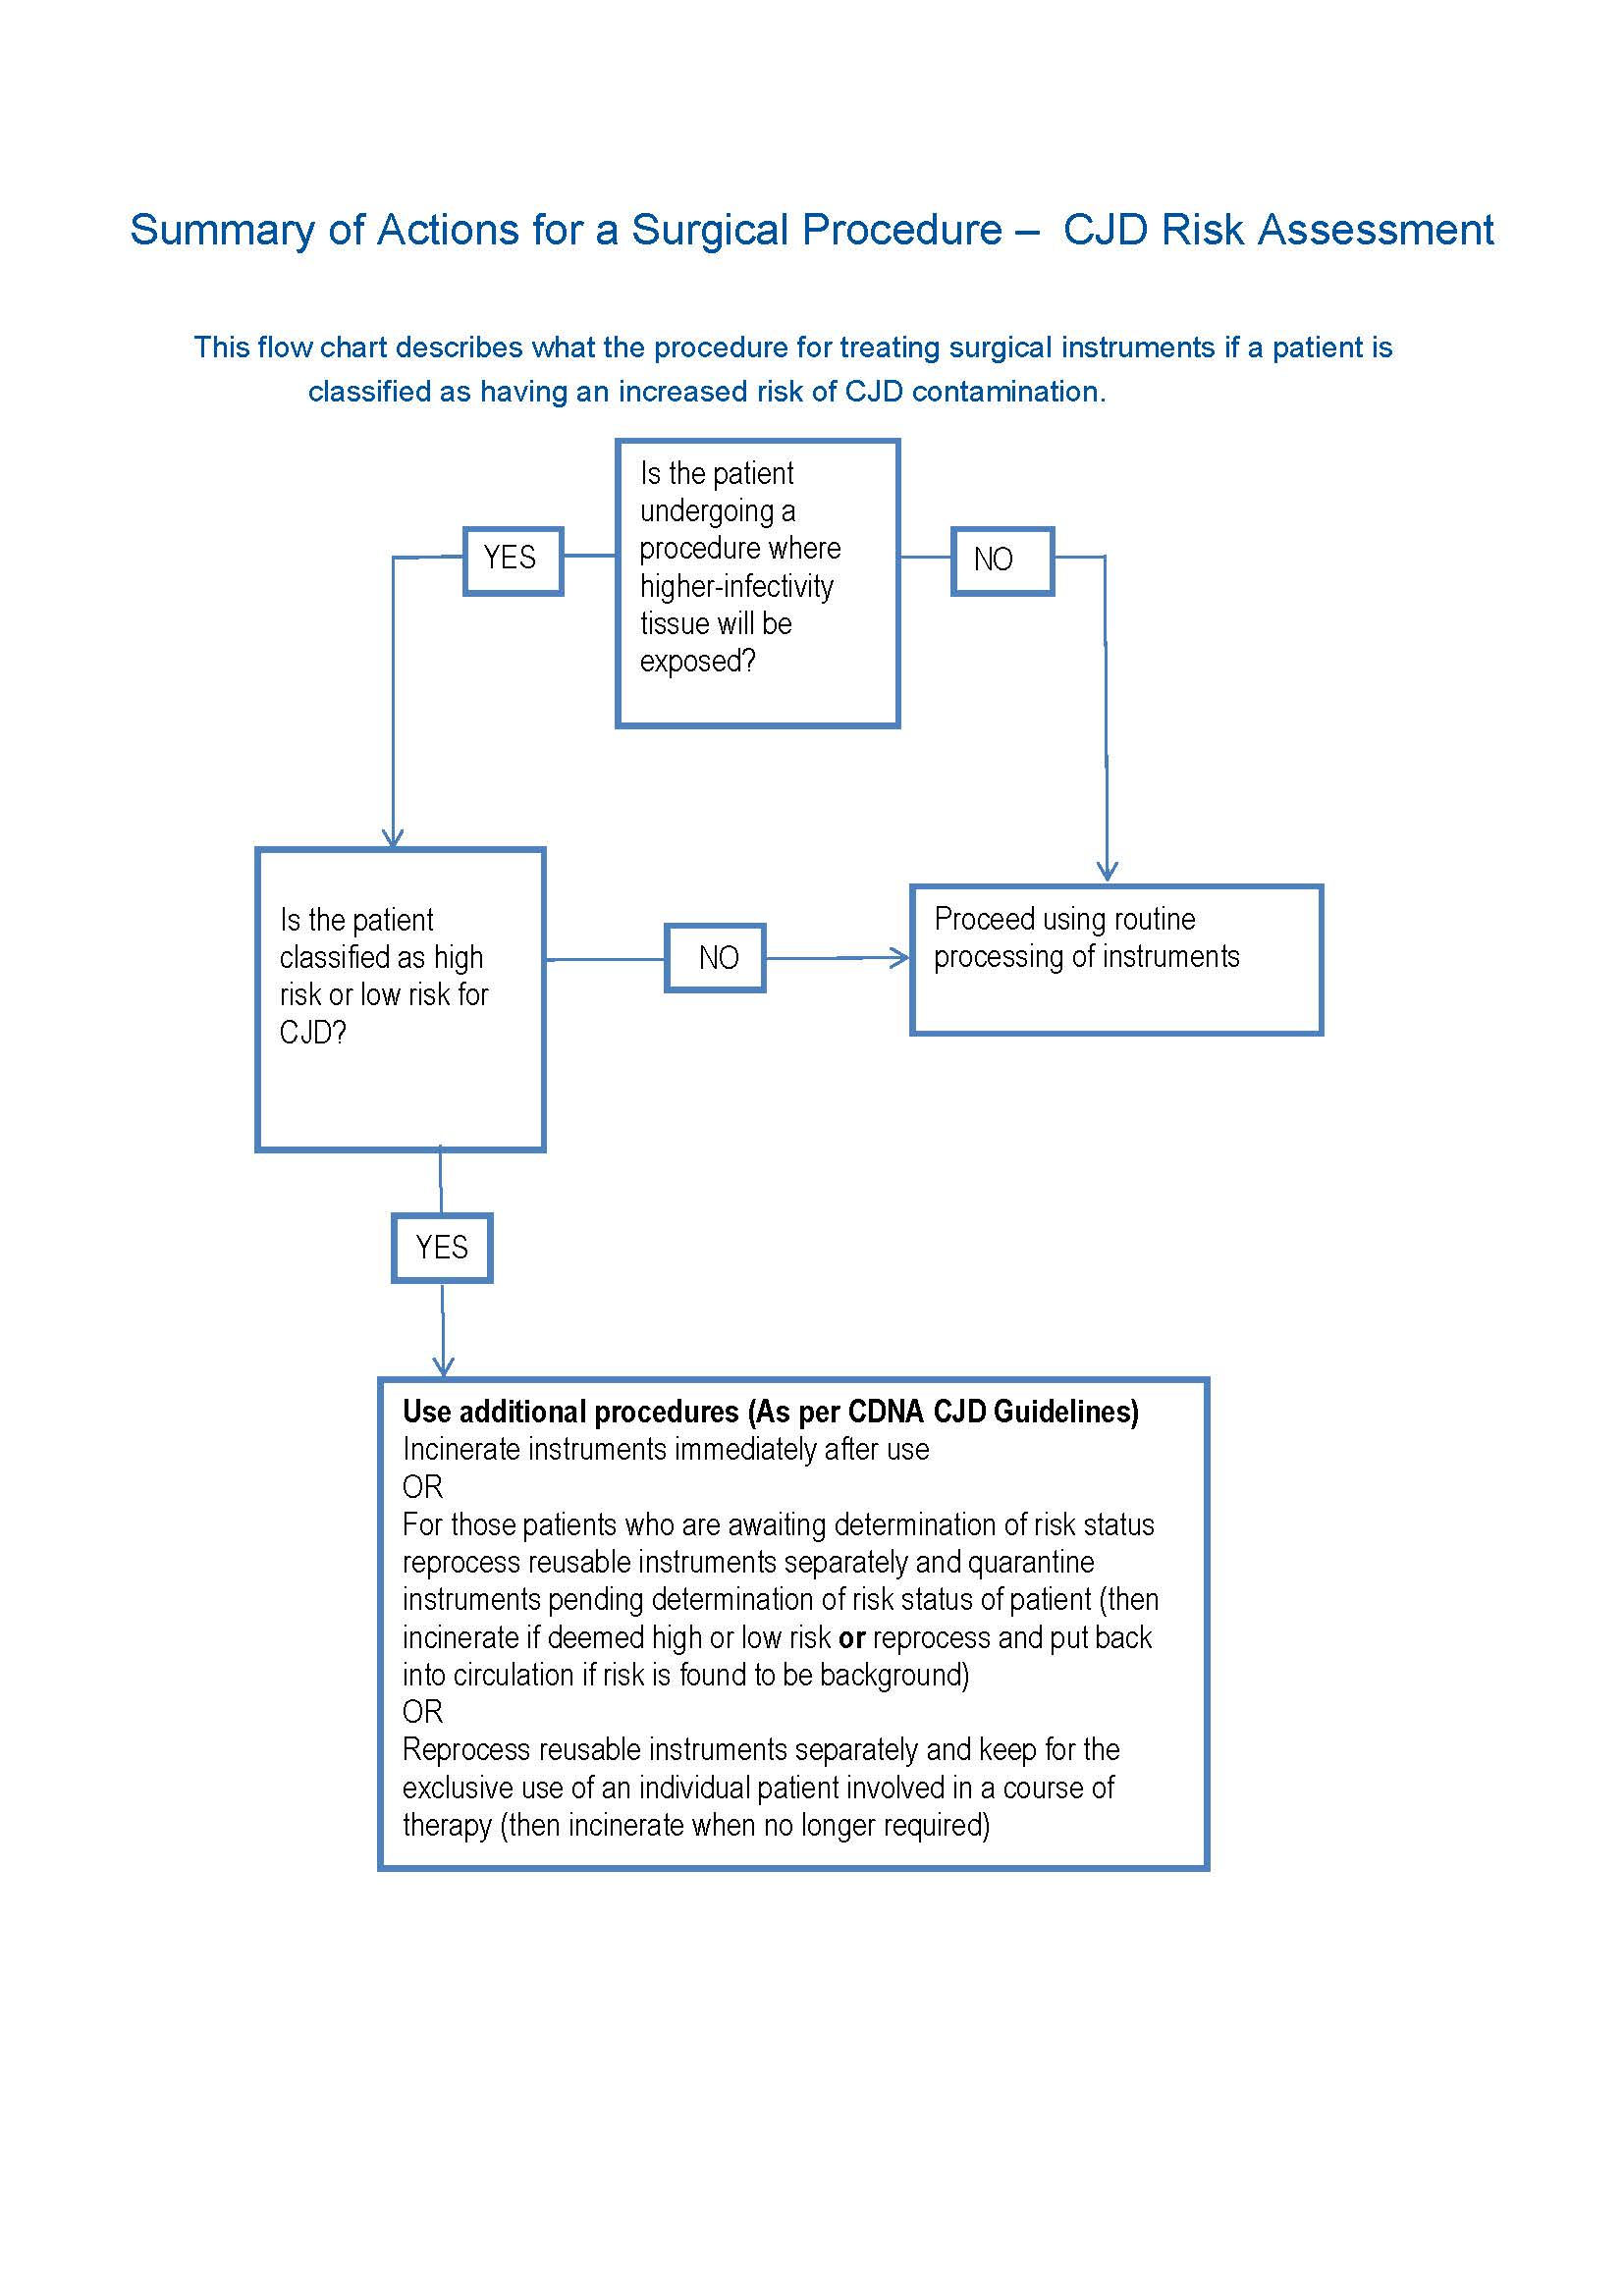 Summary of Actions for a Surgical Procedure – CJD Risk Assessment
This flow chart describes what the procedure for treating surgical instruments if a patient is
classified as having an increased risk of CJD contamination.
Is the patient
undergoing a
procedure where
higher-infectivity
tissue will be
exposed?
YES
NO
Is the patient
classified as high
risk or low risk for
CJD?
NO
Proceed using routine
processing of instruments
YES
Use additional procedures (As per CDNA CJD Guidelines)
Incinerate instruments immediately after use
OR
For those patients who are awaiting determination of risk status
reprocess reusable instruments separately and quarantine
instruments pending determination of risk status of patient (then
incinerate if deemed high or low risk or reprocess and put back
into circulation if risk is found to be background)
OR
Reprocess reusable instruments separately and keep for the
exclusive use of an individual patient involved in a course of
therapy (then incinerate when no longer required)